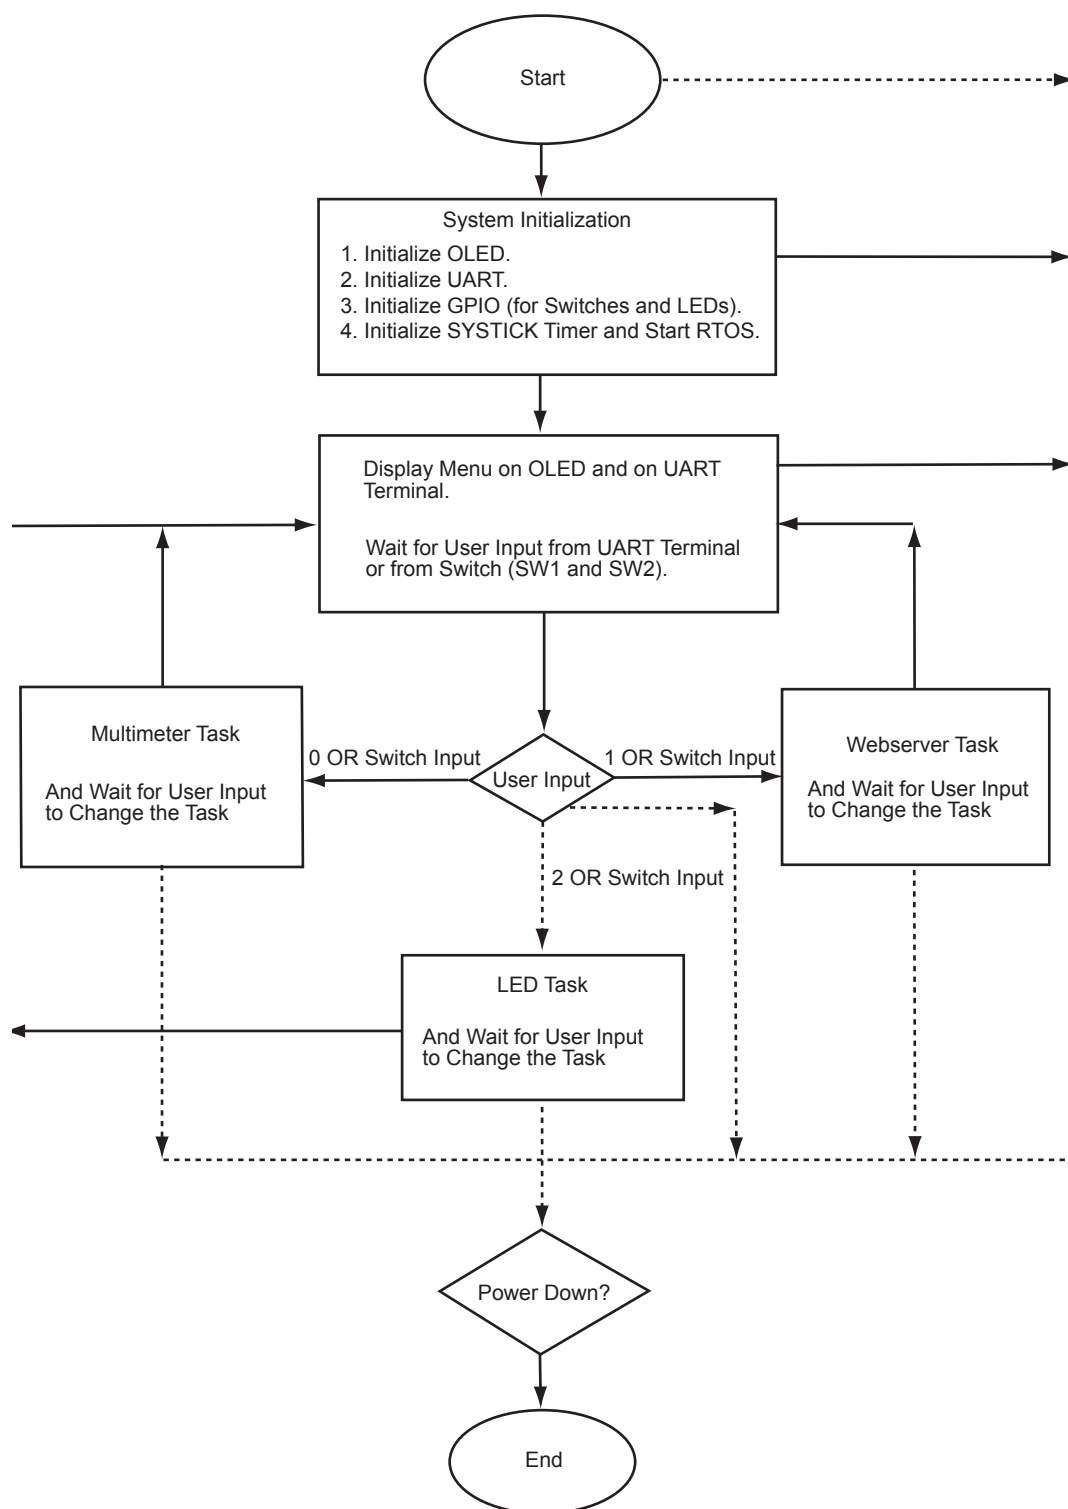 Start
System Initialization
1. Initialize OLED.
2. Initialize UART.
3. Initialize GPIO (for Switches and LEDs).
4. Initialize SYSTICK Timer and Start RTOS.
Display Menu on OLED and on UART
Terminal.
Wait for User Input from UART Terminal
or from Switch (SW1 and SW2).
Multimeter Task
And Wait for User Input
to Change the Task
0 OR Switch Input
User Input
1 OR Switch Input
Webserver Task
And Wait for User Input
to Change the Task
2 OR Switch Input
LED Task
And Wait for User Input
to Change the Task
Power Down?
End